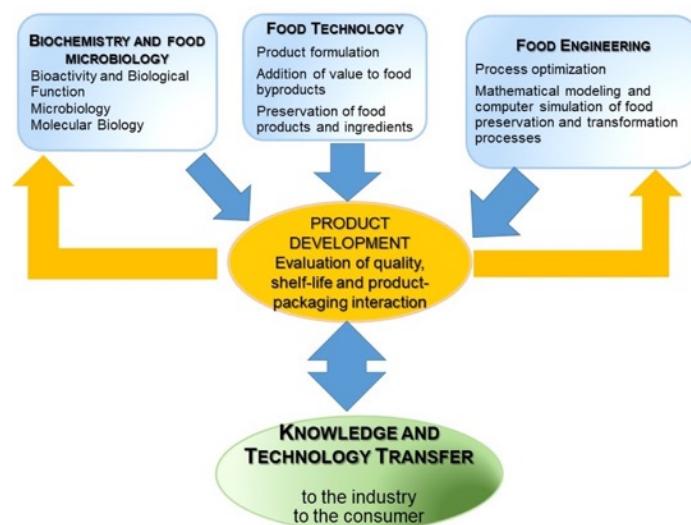 BIOCHEMISTRY AND FOOD
MICROBIOLOGY
Bioactivity and Biological
Function
Microbiology
Molecular Biology
FOOD TECHNOLOGY
Product formulation
Addition of value to food
byproducts
Preservation of food
products and ingredients
FOOD ENGINEERING
Process optimization
Mathematical modeling and
computer simulation of food
preservation and transformation
processes
PRODUCT
DEVELOPMENT
Evaluation of quality,
shelf-life and product-
packaging interaction
KNOWLEDGE AND
TECHNOLOGY TRANSFER
to the industry
to the consumer